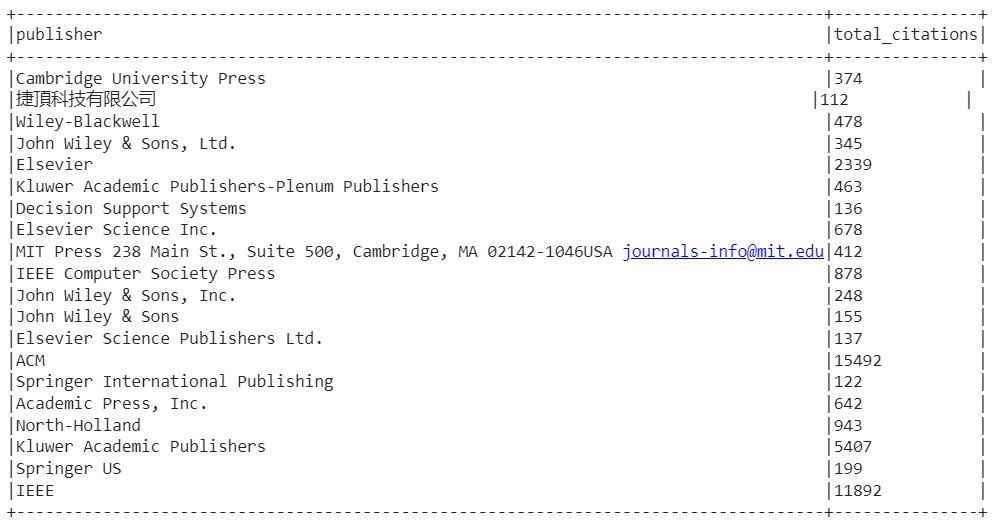 +------------------------------------------------------------------------------------+---------------+
|publisher                                                                           |total_citations|
+------------------------------------------------------------------------------------+---------------+
|Cambridge University Press                                                          |374            |
|捷頂科技有限公司                                                                    |112            |
|Wiley-Blackwell                                                                     |478            |
|John Wiley & Sons, Ltd.                                                             |345            |
|Elsevier                                                                            |2339           |
|Kluwer Academic Publishers-Plenum Publishers                                        |463            |
|Decision Support Systems                                                            |136            |
|Elsevier Science Inc.                                                               |678            |
|MIT Press 238 Main St., Suite 500, Cambridge, MA 02142-1046USA journals-info@mit.edu|412            |
|IEEE Computer Society Press                                                         |878            |
|John Wiley & Sons, Inc.                                                             |248            |
|John Wiley & Sons                                                                   |155            |
|Elsevier Science Publishers Ltd.                                                    |137            |
|ACM                                                                                 |15492          |
|Springer International Publishing                                                   |122            |
|Academic Press, Inc.                                                                |642            |
|North-Holland                                                                       |943            |
|Kluwer Academic Publishers                                                          |5407           |
|Springer US                                                                         |199            |
|IEEE                                                                                |11892          |
+------------------------------------------------------------------------------------+---------------+